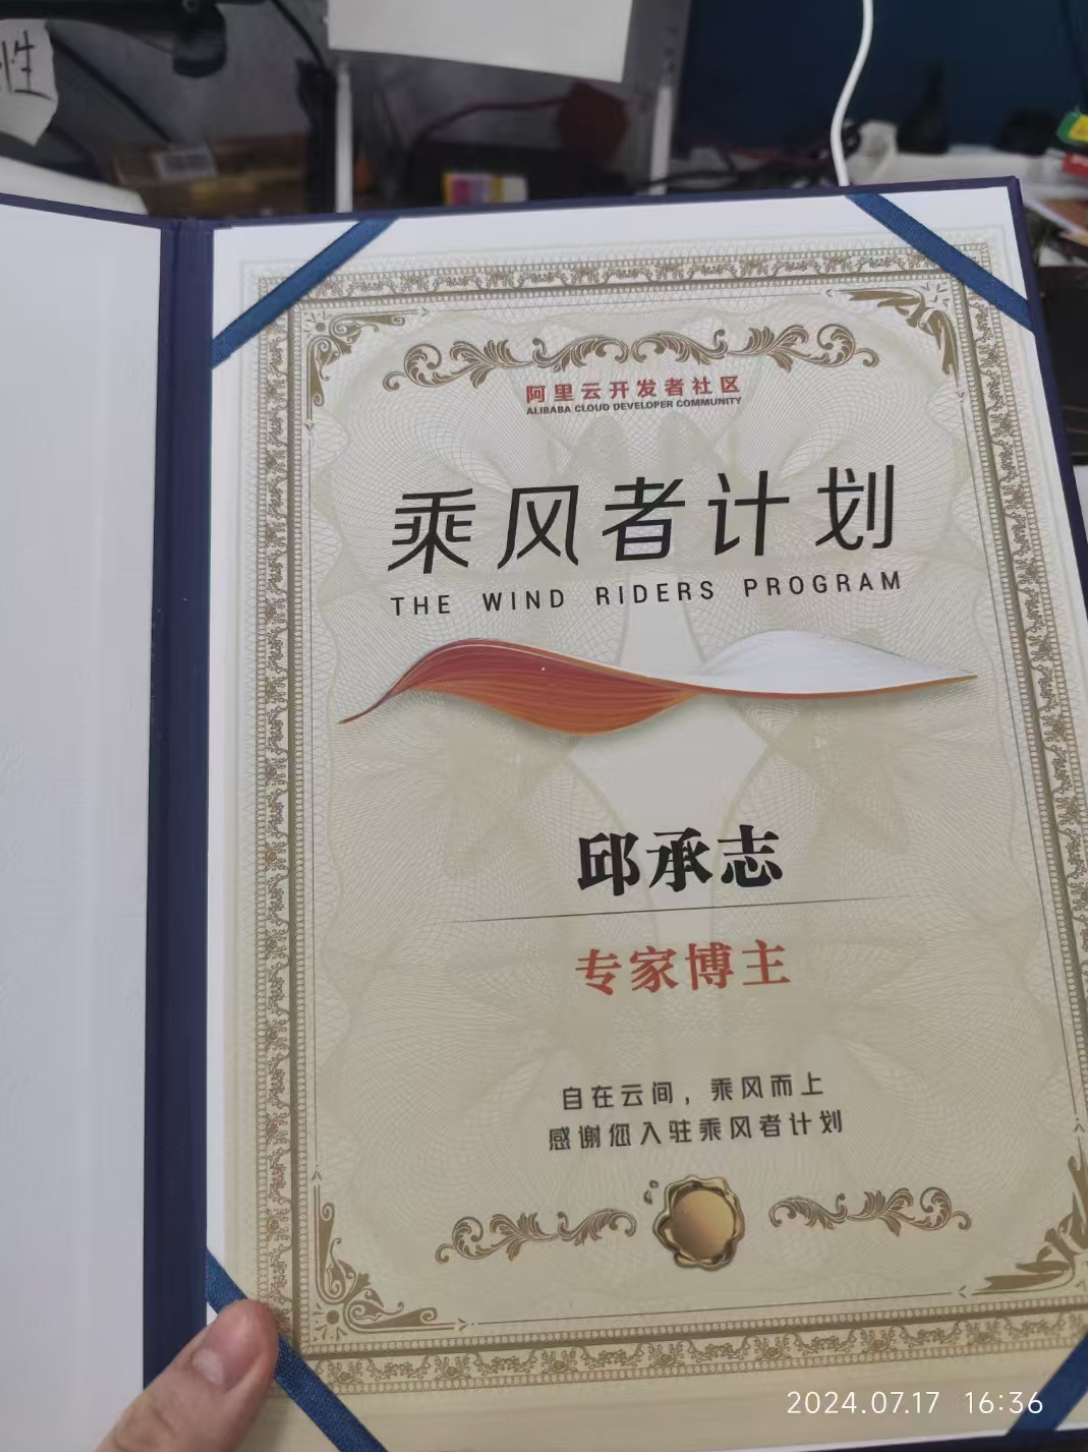 性
阿里云开发者社区
ALIBABA CLOUD DEVELOPER COMMUNITY
乘风者计划
THE WIND RIDERS PROGRAM
邱承志
专家博主
自在云间，乘风而上
感谢您入驻乘风者计划
2024.07.17 16:36